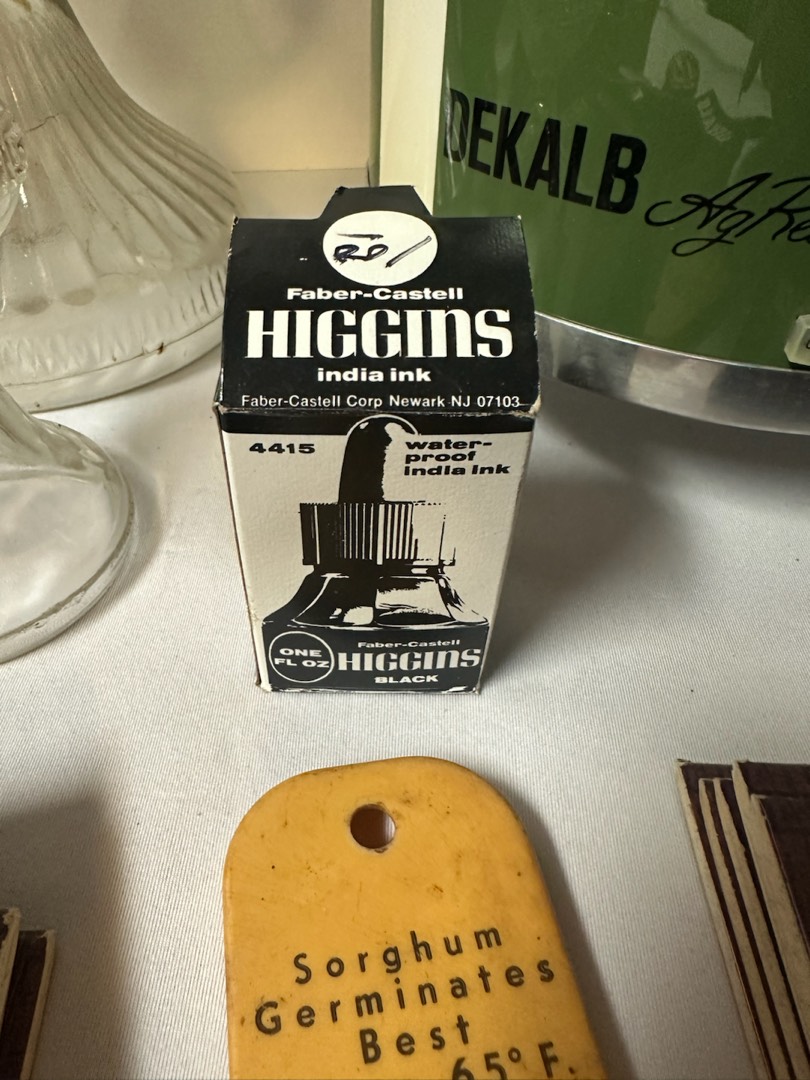 DEKALB
Faber-Castell
HIGGINS
india ink
Faber-Castell Corp Newark NJ 07103
4415
water-
proof
india ink
ONE
FL OZ
Faber-Castell
HIGGINS
BLACK
Sorghum
Germinates
Best
65° F.